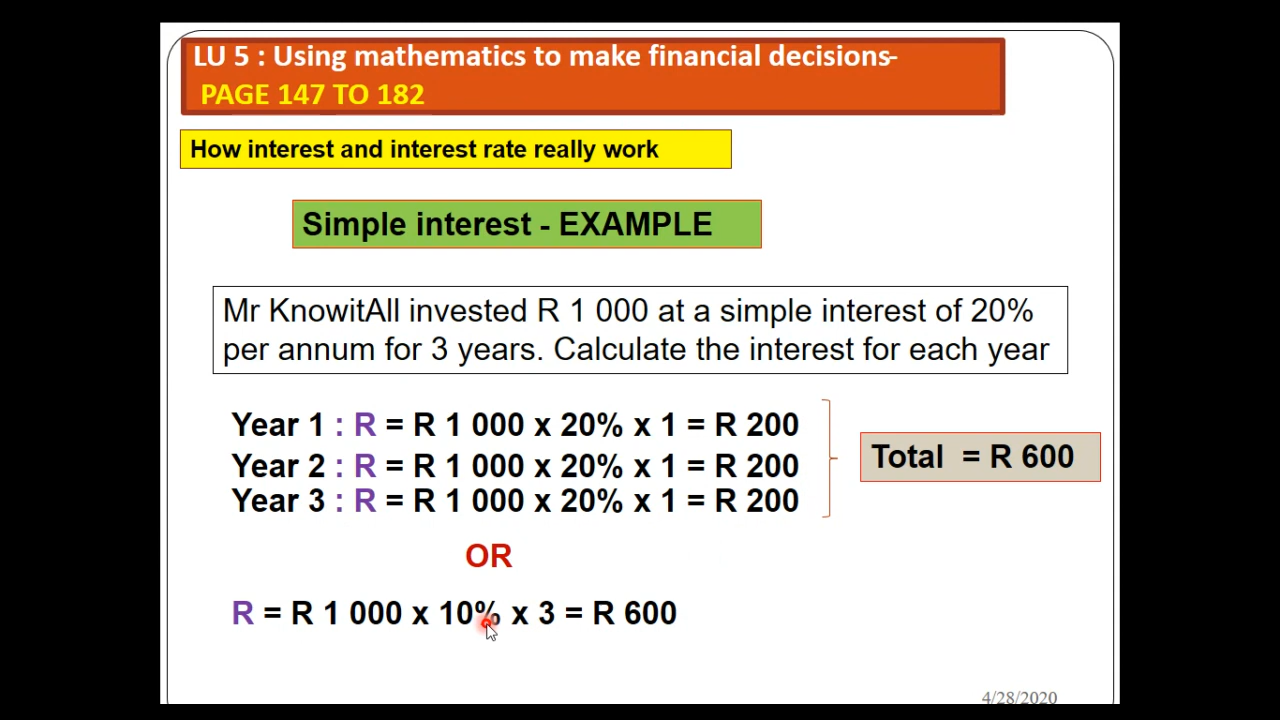 LU 5 : Using mathematics to make financial decisions-
PAGE 147 TO 182
How interest and interest rate really work
Simple interest - EXAMPLE
Mr KnowitAll invested R 1 000 at a simple interest of 20%
per annum for 3 years. Calculate the interest for each year
Year 1 : R = R 1 000 x 20% x 1 = R 200
Year 2 : R = R 1 000 x 20% x 1 = R 200
Year 3 : R = R 1 000 x 20% x 1 = R 200
Total = R 600
OR
R = R 1 000 x 10% x 3 = R 600
4/28/2020